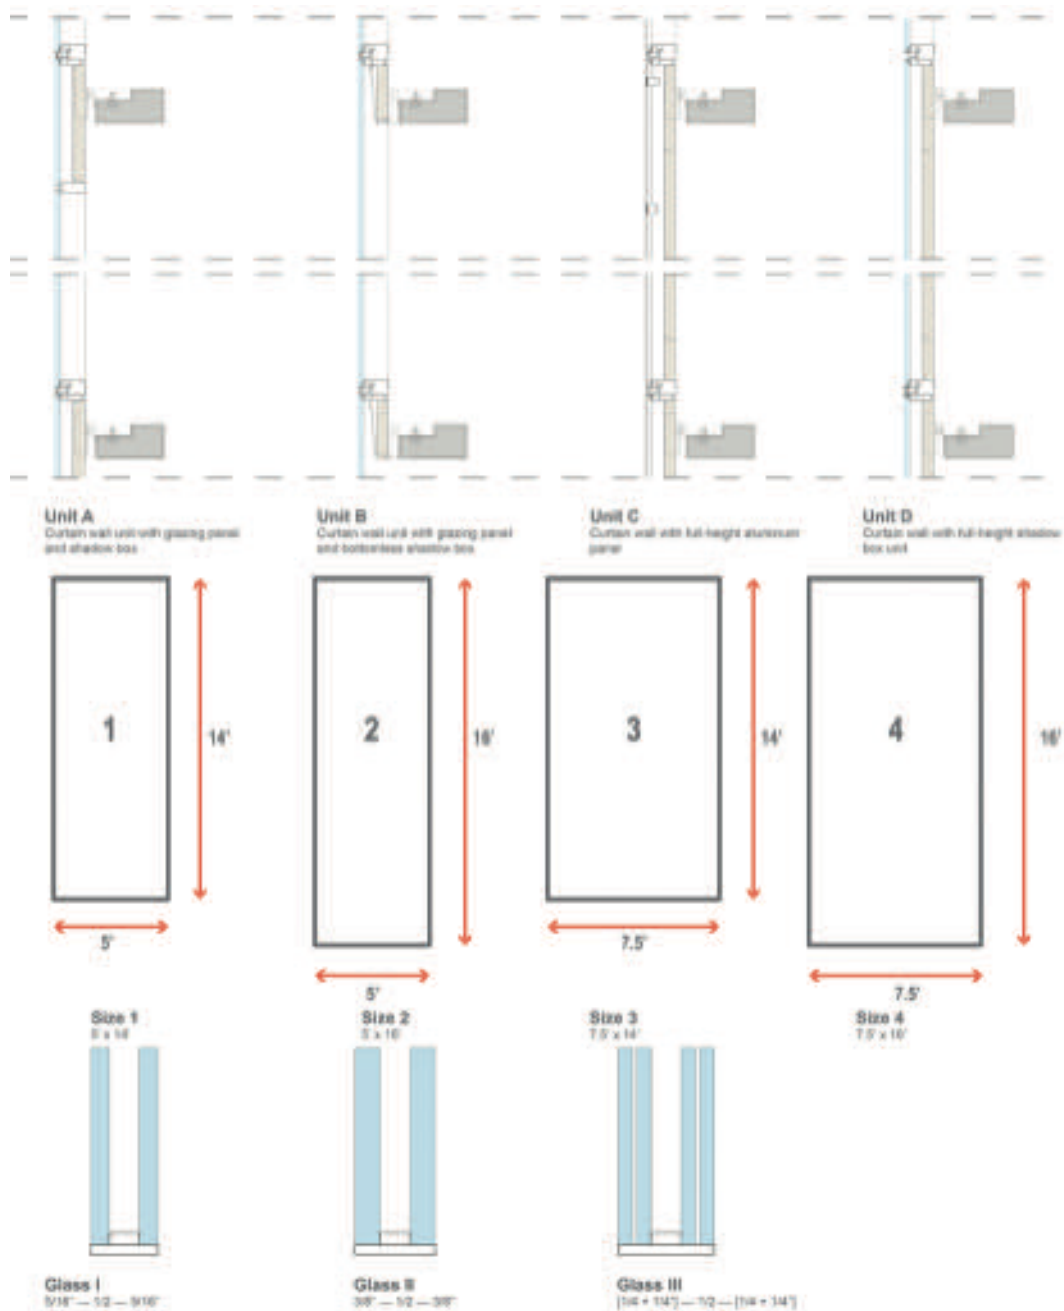 Unit A
Curtain wall unit with glazing panel
and shadow box
Unit B
Curtain wall unit with glazing panel
and bottomless shadow box
Unit C
Curtain wall with full-height aluminum
panel
Unit D
Curtain wall with full-height shadow
box unit
1
14'
5'
2
16'
5'
3
14'
7.5'
4
16'
7.5'
Size 1
5' x 14'
Size 2
5' x 16'
Size 3
7.5' x 14'
Size 4
7.5' x 16'
Glass I
5/16" — 1/2 — 5/16"
Glass II
3/8" — 1/2 — 3/8"
Glass III
[1/4 + 1/4"] — 1/2 — [1/4 + 1/4"]